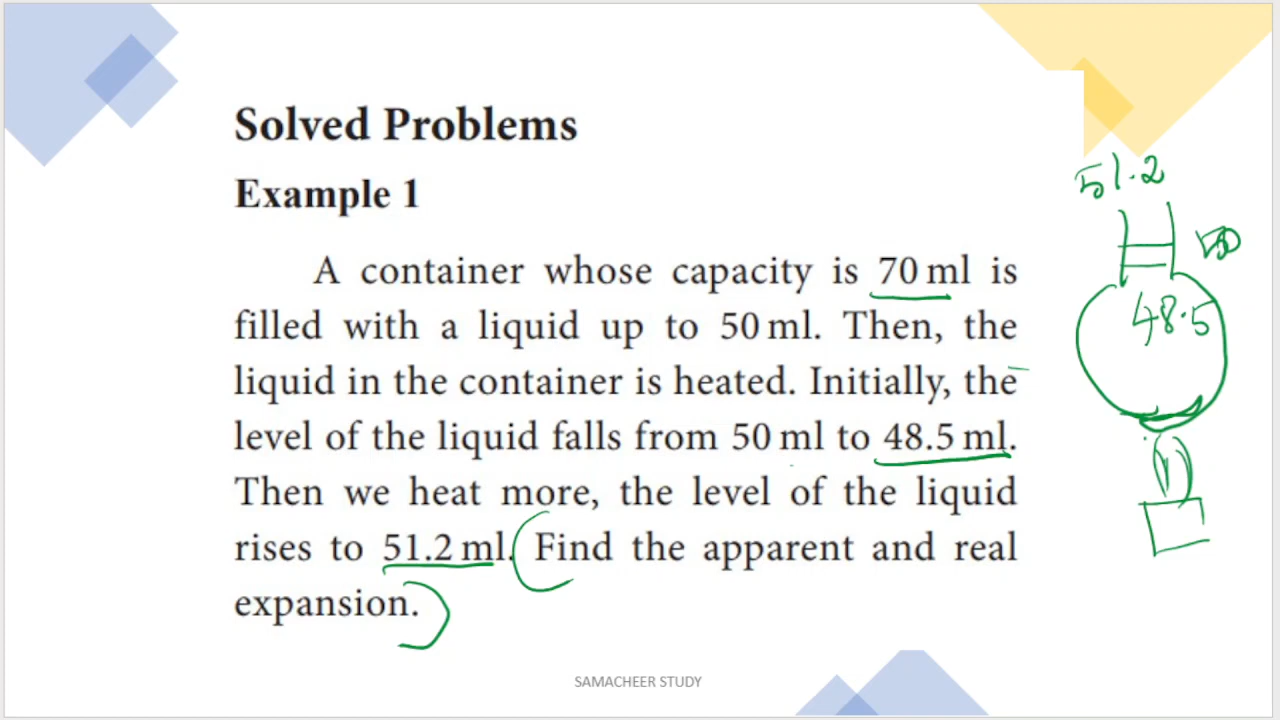 Solved Problems
Example 1
A container whose capacity is 70 ml is
filled with a liquid up to 50 ml. Then, the
liquid in the container is heated. Initially, the
level of the liquid falls from 50 ml to 48.5 ml.
Then we heat more, the level of the liquid
rises to 51.2 ml. Find the apparent and real
expansion.
51.2
50
48.5
SAMACHEER STUDY